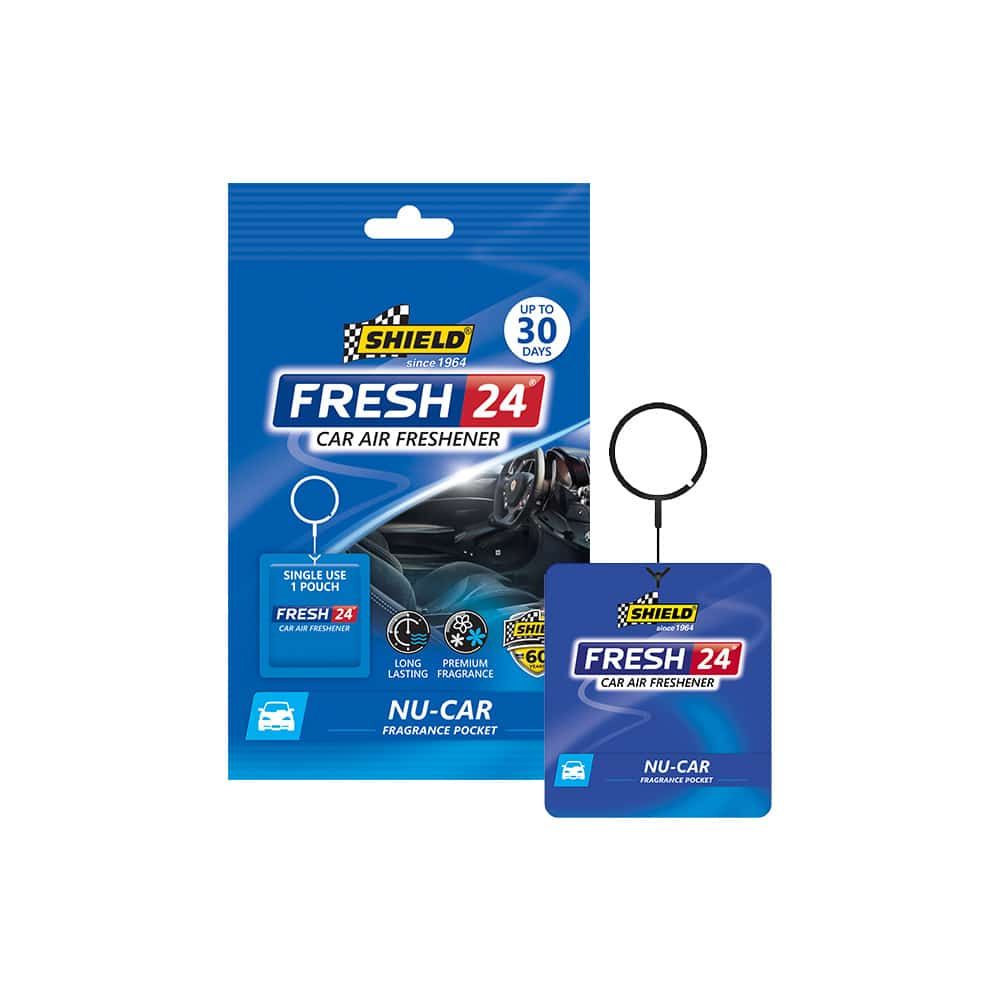 UP TO
30
DAYS
SHIELD®
since 1964
FRESH 24®
CAR AIR FRESHENER
SINGLE USE
1 POUCH
FRESH 24
CAR AIR FRESHENER
LONG
LASTING
PREMIUM
FRAGRANCE
60
YEARS
NU-CAR
FRAGRANCE POCKET
SHIELD
since 1964
FRESH 24
CAR AIR FRESHENER
NU-CAR
FRAGRANCE POCKET